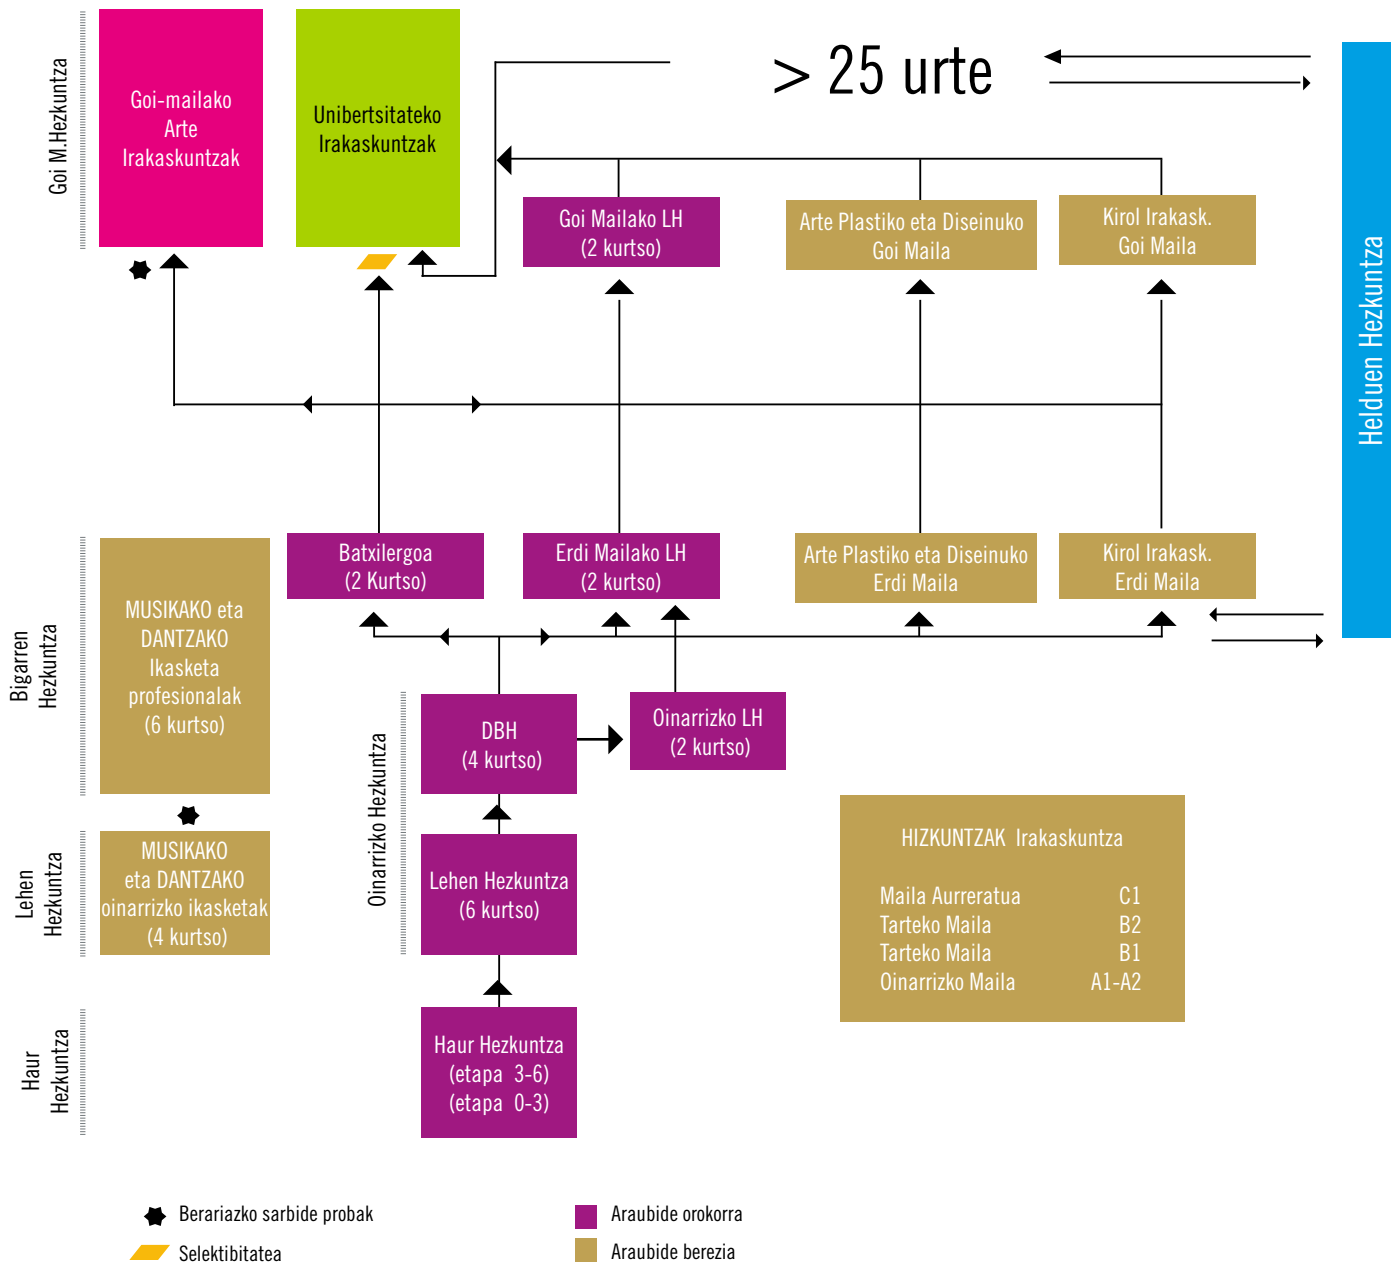 Goi M.Hezkuntza
Goi-mailako
Arte
Irakaskuntzak
Unibertsitateko
Irakaskuntzak
> 25 urte
Goi Mailako LH
(2 kurtso)
Arte Plastiko eta Diseinuko
Goi Maila
Kirol Irakask.
Goi Maila
Helduen Hezkuntza
Bigarren
Hezkuntza
MUSIKAKO eta
DANTZAKO
Ikasketa
profesionalak
(6 kurtso)
Batxilergoa
(2 Kurtso)
Erdi Mailako LH
(2 kurtso)
Arte Plastiko eta Diseinuko
Erdi Maila
Kirol Irakask.
Erdi Maila
Oinarrizko Hezkuntza
DBH
(4 kurtso)
Oinarrizko LH
(2 kurtso)
Lehen
Hezkuntza
MUSIKAKO
eta DANTZAKO
oinarrizko ikasketak
(4 kurtso)
Lehen Hezkuntza
(6 kurtso)
HIZKUNTZAK Irakaskuntza
Maila Aurreratua C1
Tarteko Maila B2
Tarteko Maila B1
Oinarrizko Maila A1-A2
Haur
Hezkuntza
Haur Hezkuntza
(etapa 3-6)
(etapa 0-3)
Berariazko sarbide probak
Selektibitatea
Araubide orokorra
Araubide berezia